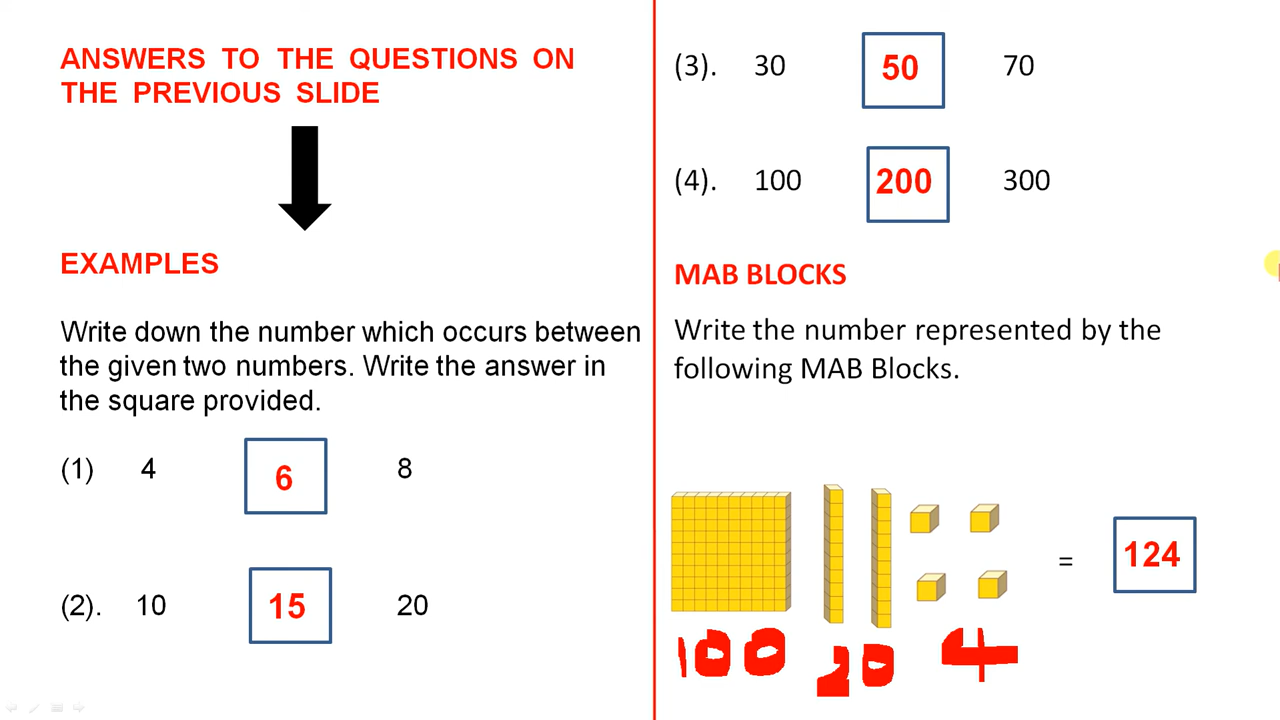 ANSWERS TO THE QUESTIONS ON
THE PREVIOUS SLIDE
EXAMPLES
Write down the number which occurs between
the given two numbers. Write the answer in
the square provided.
(1) 4 6 8
(2). 10 15 20
(3). 30 50 70
(4). 100 200 300
MAB BLOCKS
Write the number represented by the
following MAB Blocks.
= 124
100 20 4